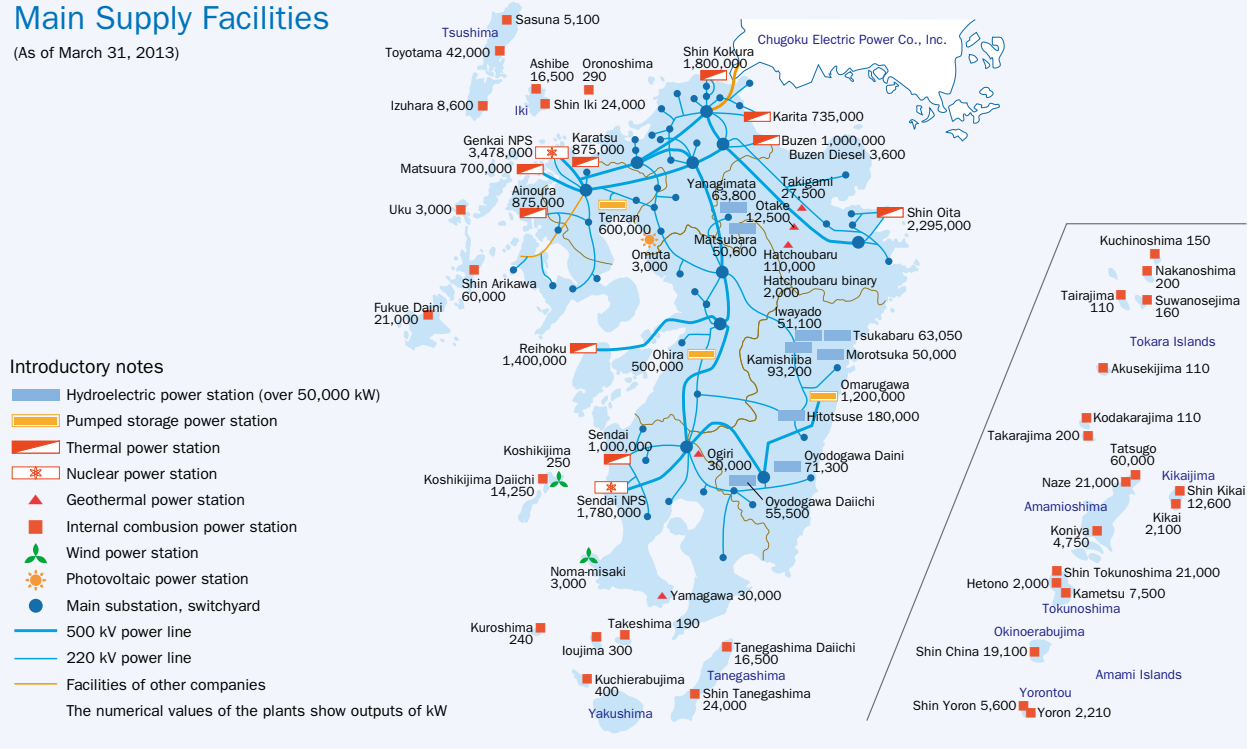 Main Supply Facilities
(As of March 31, 2013)
Sasuna 5,100
Tsushima
Toyotama 42,000
Ashibe
16,500
Oronoshima
290
Izuhara 8,600
Iki
Shin Iki 24,000
Shin Kokura
1,800,000
Chugoku Electric Power Co., Inc.
Karita 735,000
Genkai NPS
3,478,000
Karatsu
875,000
Buzen 1,000,000
Buzen Diesel 3,600
Matsuura 700,000
Ainoura
875,000
Yanagimata
63,800
Takigami
27,500
Uku 3,000
Tenzan
600,000
Otake
12,500
Shin Oita
2,295,000
Matsubara
50,600
Omuta
3,000
Hatchoubaru
110,000
Shin Arikawa
60,000
Hatchoubaru binary
2,000
Fukue Daini
21,000
Iwayado
51,100
Tsukabaru 63,050
Reihoku
1,400,000
Ohira
500,000
Kamishiiba
93,200
Morotsuka 50,000
Omarugawa
1,200,000
Hitotsuse 180,000
Sendai
1,000,000
Koshikijima
250
Ogiri
30,000
Oyodogawa Daini
71,300
Koshikijima Daiichi
14,250
Sendai NPS
1,780,000
Oyodogawa Daiichi
55,500
Noma-misaki
3,000
Yamagawa 30,000
Kuroshima
240
Takeshima 190
Ioujima 300
Tanegashima Daiichi
16,500
Tanegashima
Kuchierabujima
400
Shin Tanegashima
24,000
Yakushima
Introductory notes
Hydroelectric power station (over 50,000 kW)
Pumped storage power station
Thermal power station
Nuclear power station
Geothermal power station
Internal combusion power station
Wind power station
Photovoltaic power station
Main substation, switchyard
500 kV power line
220 kV power line
Facilities of other companies
The numerical values of the plants show outputs of kW
Kuchinoshima 150
Nakanoshima
200
Tairajima
110
Suwanosejima
160
Tokara Islands
Akusekijima 110
Kodakarajima 110
Takarajima 200
Tatsugo
60,000
Naze 21,000
Kikaijima
Shin Kikai
12,600
Amamioshima
Kikai
2,100
Koniya
4,750
Shin Tokunoshima 21,000
Hetono 2,000
Kametsu 7,500
Tokunoshima
Okinoerabujima
Shin China 19,100
Amami Islands
Yorontou
Shin Yoron 5,600
Yoron 2,210